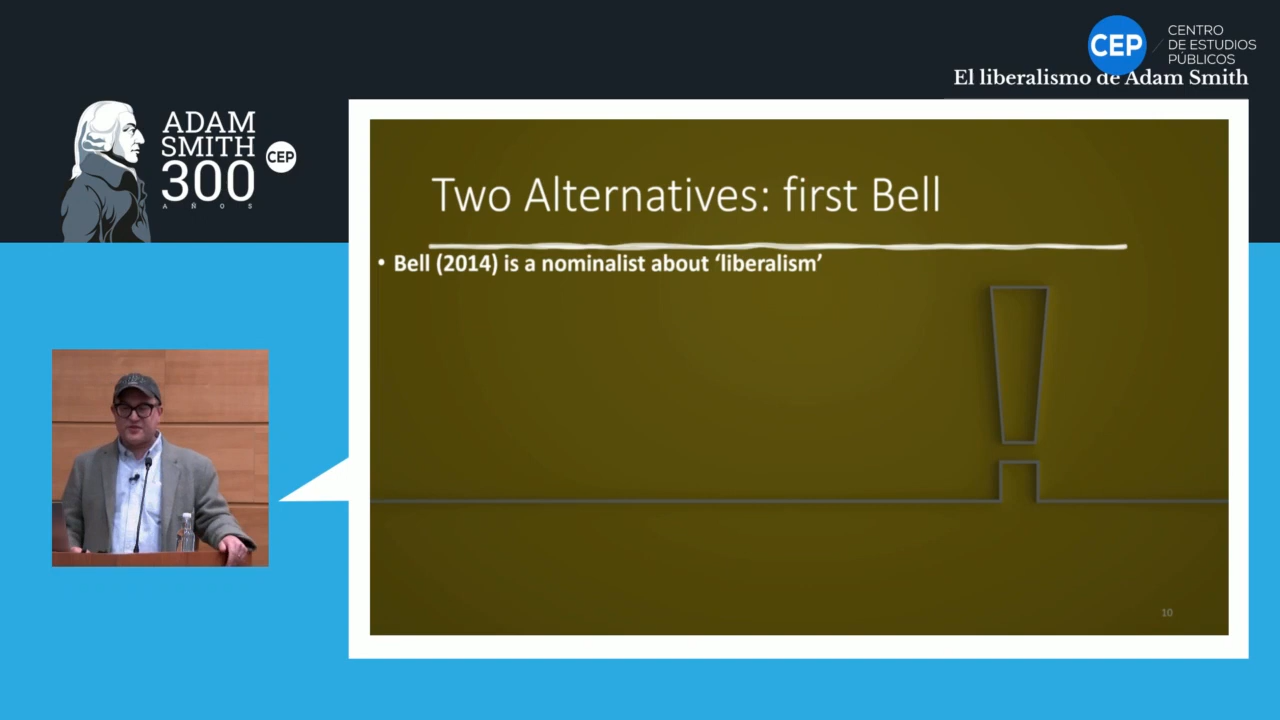 CEP
CENTRO
DE ESTUDIOS
PÚBLICOS
El liberalismo de Adam Smith
ADAM
SMITH
300
AÑOS
CEP
Two Alternatives: first Bell
• Bell (2014) is a nominalist about ‘liberalism’
10